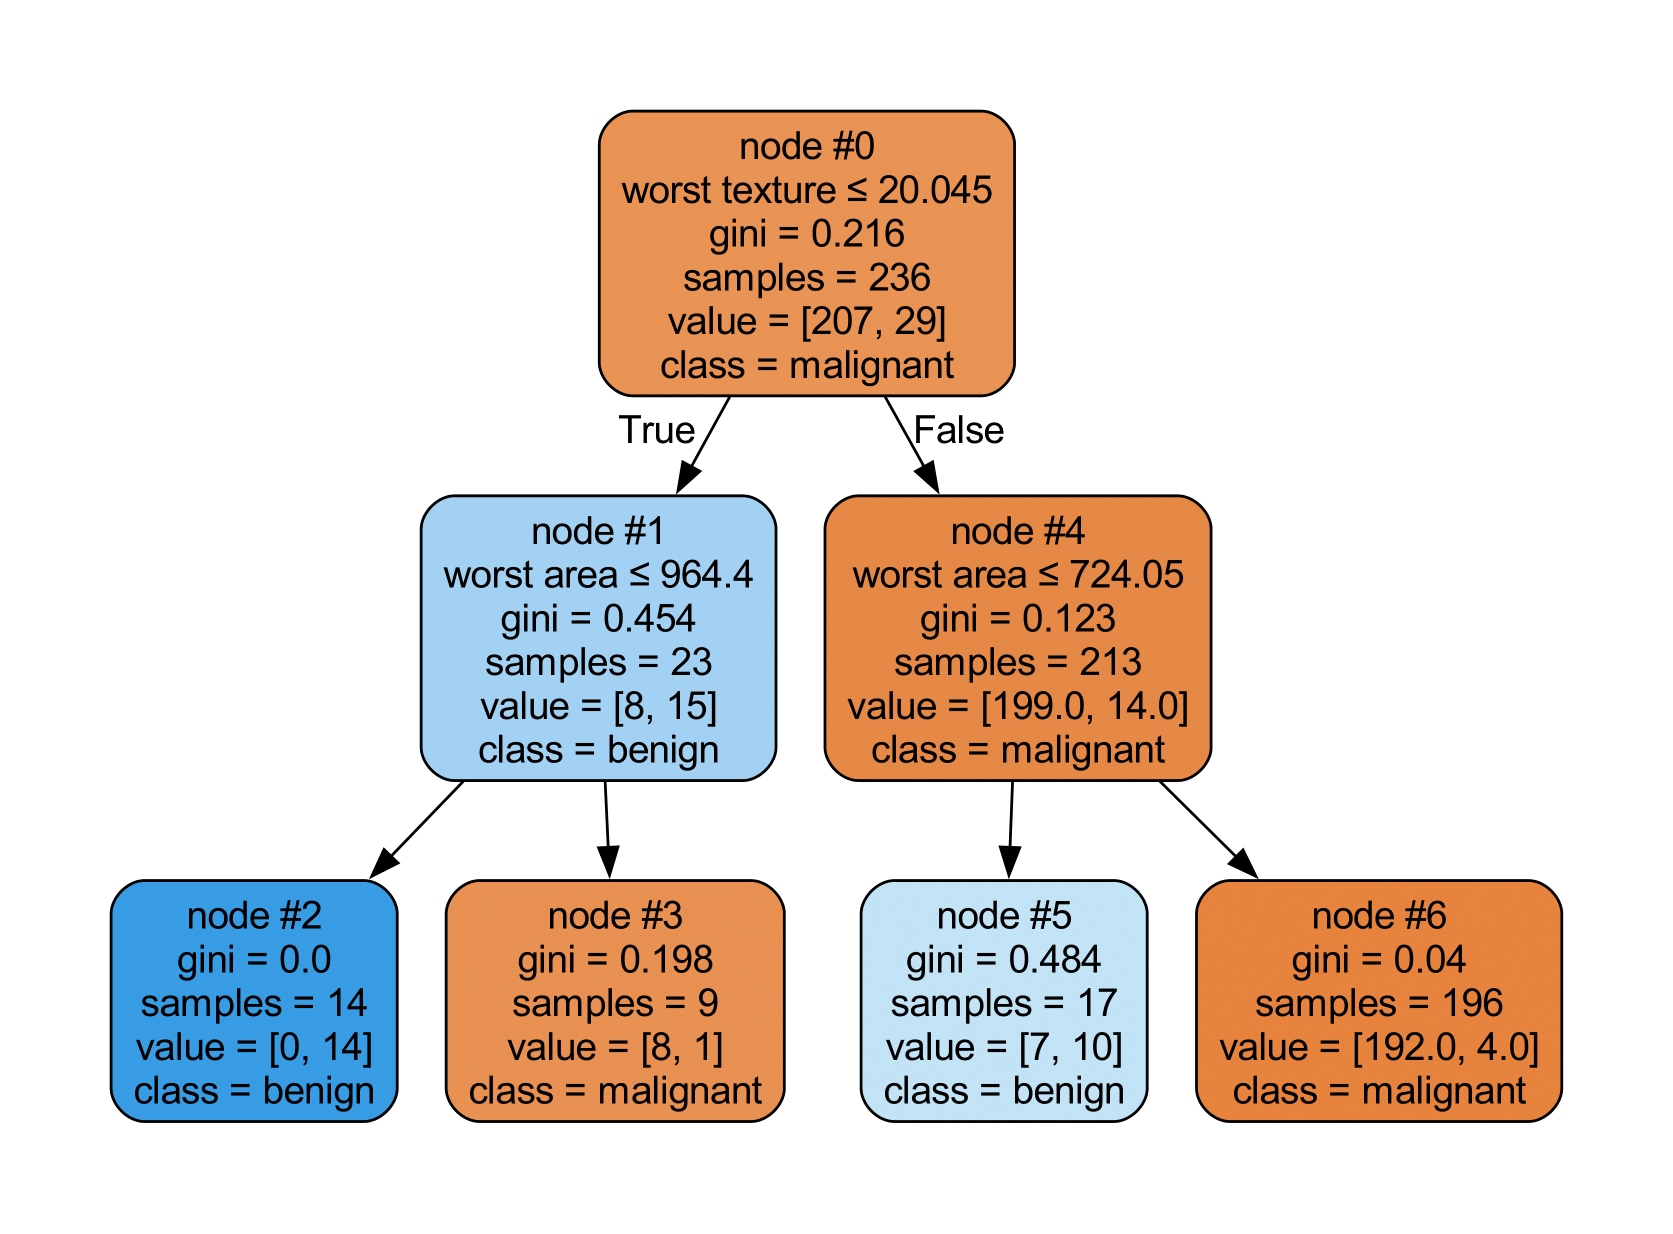 node #0
worst texture ≤ 20.045
gini = 0.216
samples = 236
value = [207, 29]
class = malignant
True
False
node #1
worst area ≤ 964.4
gini = 0.454
samples = 23
value = [8, 15]
class = benign
node #4
worst area ≤ 724.05
gini = 0.123
samples = 213
value = [199.0, 14.0]
class = malignant
node #2
gini = 0.0
samples = 14
value = [0, 14]
class = benign
node #3
gini = 0.198
samples = 9
value = [8, 1]
class = malignant
node #5
gini = 0.484
samples = 17
value = [7, 10]
class = benign
node #6
gini = 0.04
samples = 196
value = [192.0, 4.0]
class = malignant